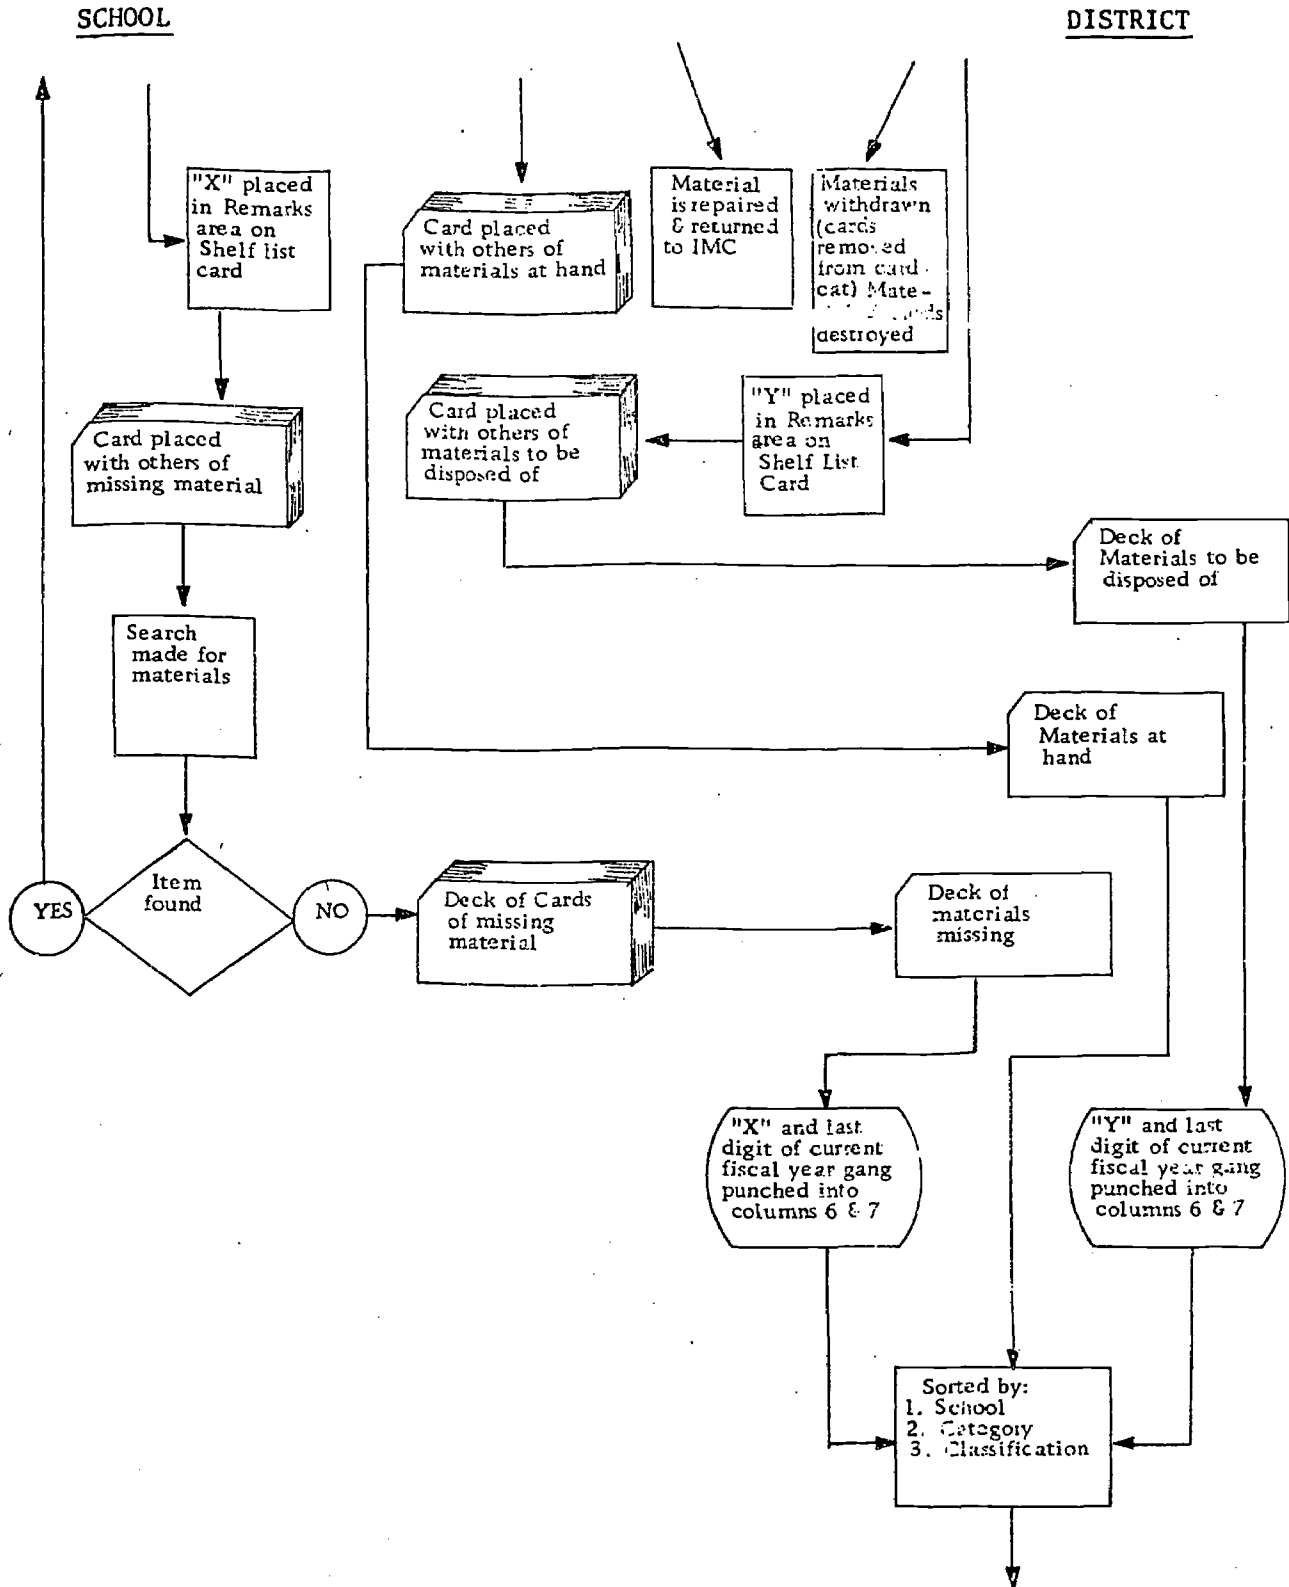 SCHOOL
DISTRICT
"X" placed
in Remarks
area on
Shelf list
card
Card placed
with others of
materials at hand
Material
is repaired
& returned
to IMC
Materials
withdrawn
(cards
removed
from card
cat) Mate-
destroyed
Card placed
with others of
missing material
Card placed
with others of
materials to be
disposed of
"Y" placed
in Remarks
area on
Shelf List
Card
Deck of
Materials to be
disposed of
Search
made for
materials
Deck of
Materials at
hand
YES
Item
found
NO
Deck of Cards
of missing
material
Deck of
materials
missing
"X" and last
digit of current
fiscal year gang
punched into
columns 6 & 7
"Y" and last
digit of current
fiscal year gang
punched into
columns 6 & 7
Sorted by:
1. School
2. Category
3. Classification